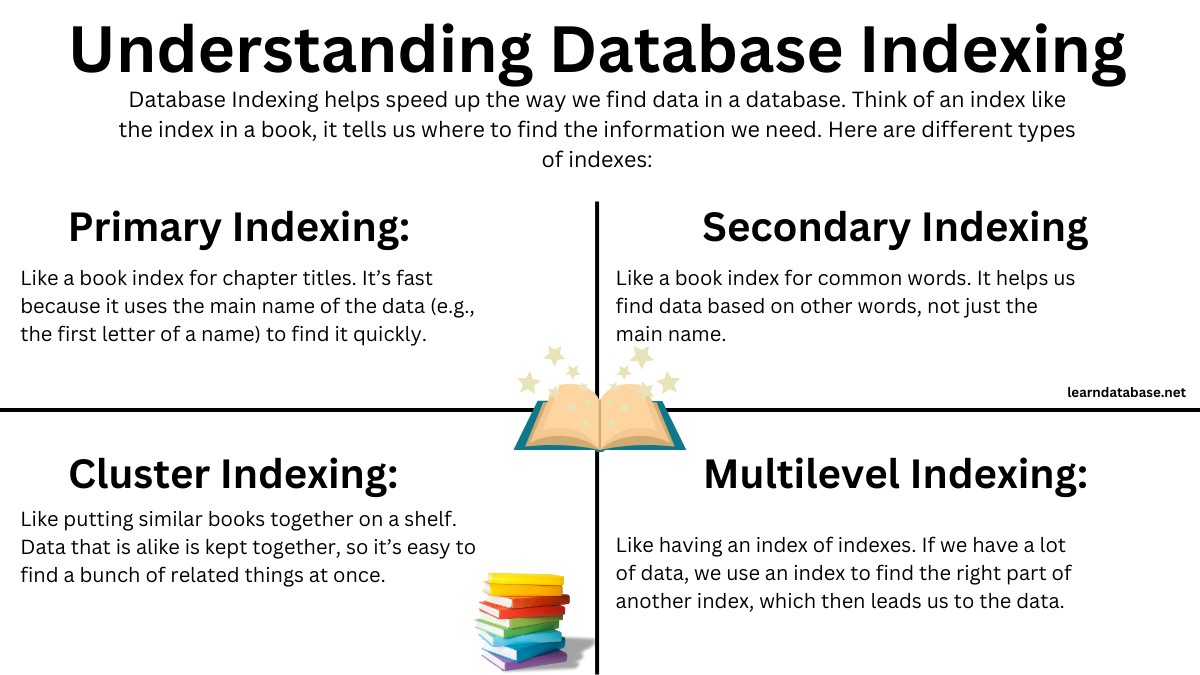 Understanding Database Indexing
Database Indexing helps speed up the way we find data in a database. Think of an index like
the index in a book, it tells us where to find the information we need. Here are different types
of indexes:
Primary Indexing:
Like a book index for chapter titles. It’s fast
because it uses the main name of the data (e.g.,
the first letter of a name) to find it quickly.
Secondary Indexing
Like a book index for common words. It helps us
find data based on other words, not just the
main name.
learndatabase.net
Cluster Indexing:
Like putting similar books together on a shelf.
Data that is alike is kept together, so it’s easy to
find a bunch of related things at once.
Multilevel Indexing:
Like having an index of indexes. If we have a lot
of data, we use an index to find the right part of
another index, which then leads us to the data.